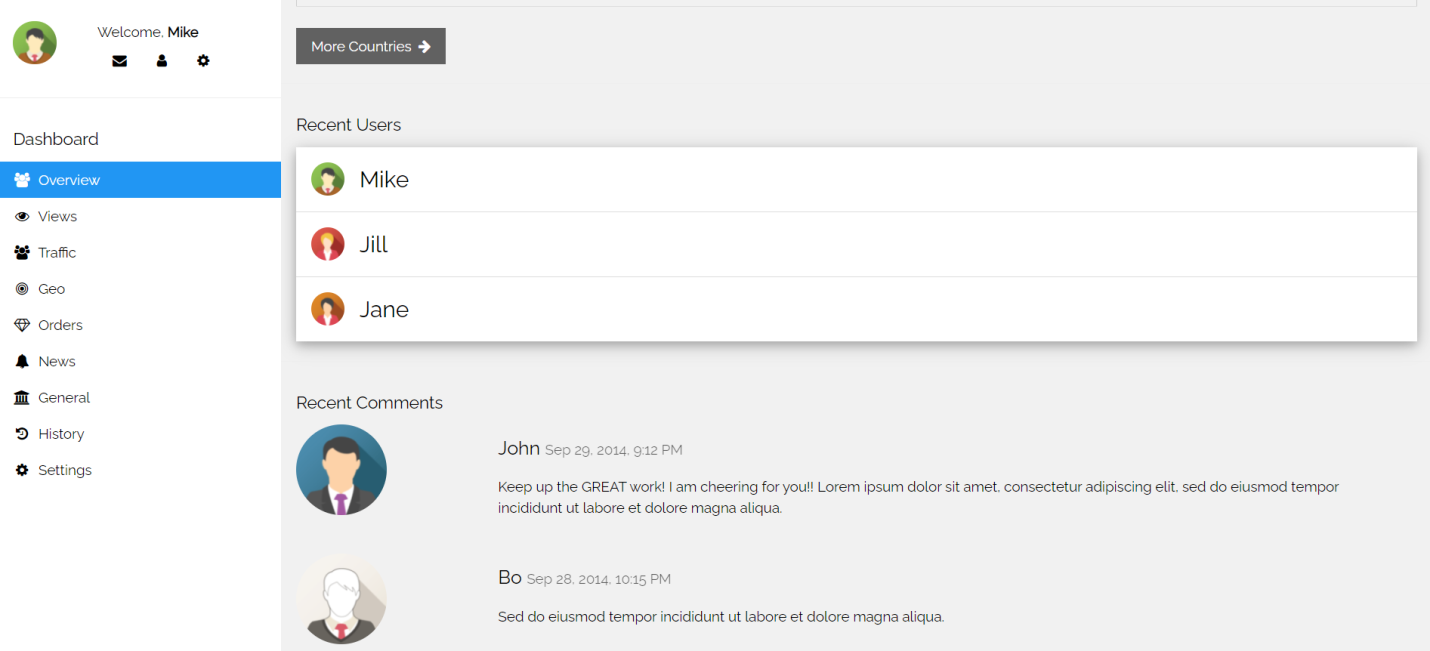 Welcome, Mike
Dashboard
Overview
Views
Traffic
Geo
Orders
News
General
History
Settings
More Countries
Recent Users
Mike
Jill
Jane
Recent Comments
John Sep 29, 2014, 9:12 PM
Keep up the GREAT work! I am cheering for you!! Lorem ipsum dolor sit amet, consectetur adipiscing elit, sed do eiusmod tempor
incididunt ut labore et dolore magna aliqua.
Bo Sep 28, 2014, 10:15 PM
Sed do eiusmod tempor incididunt ut labore et dolore magna aliqua.